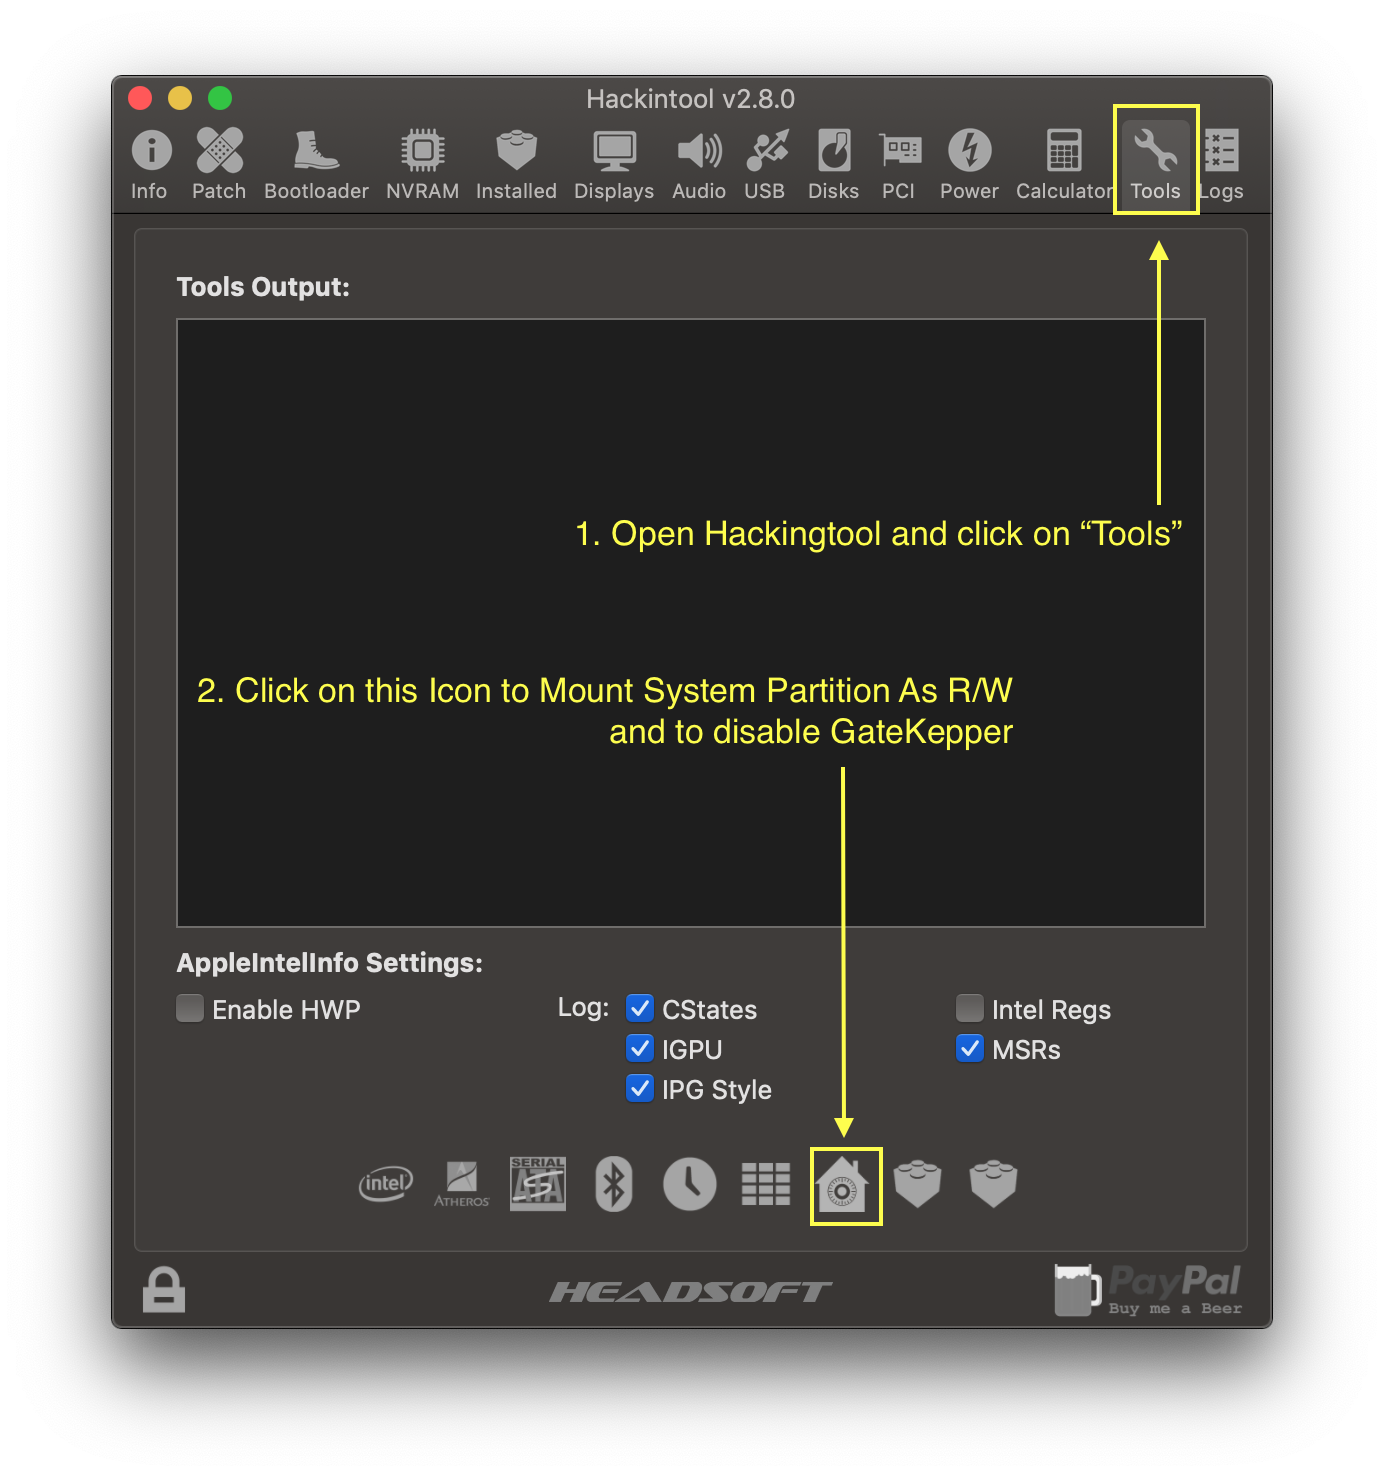 Hackintool v2.8.0
Info Patch Bootloader NVRAM Installed Displays Audio USB Disks PCI Power Calculator Tools Logs
Tools Output:
1. Open Hackingtool and click on “Tools”
2. Click on this Icon to Mount System Partition As R/W
and to disable GateKepper
AppleIntelInfo Settings:
Enable HWP Log: CStates Intel Regs
IGPU MSRs
IPG Style
intel ATHEROS SERIAL ATA
HEADSOFT
PayPal
Buy me a Beer